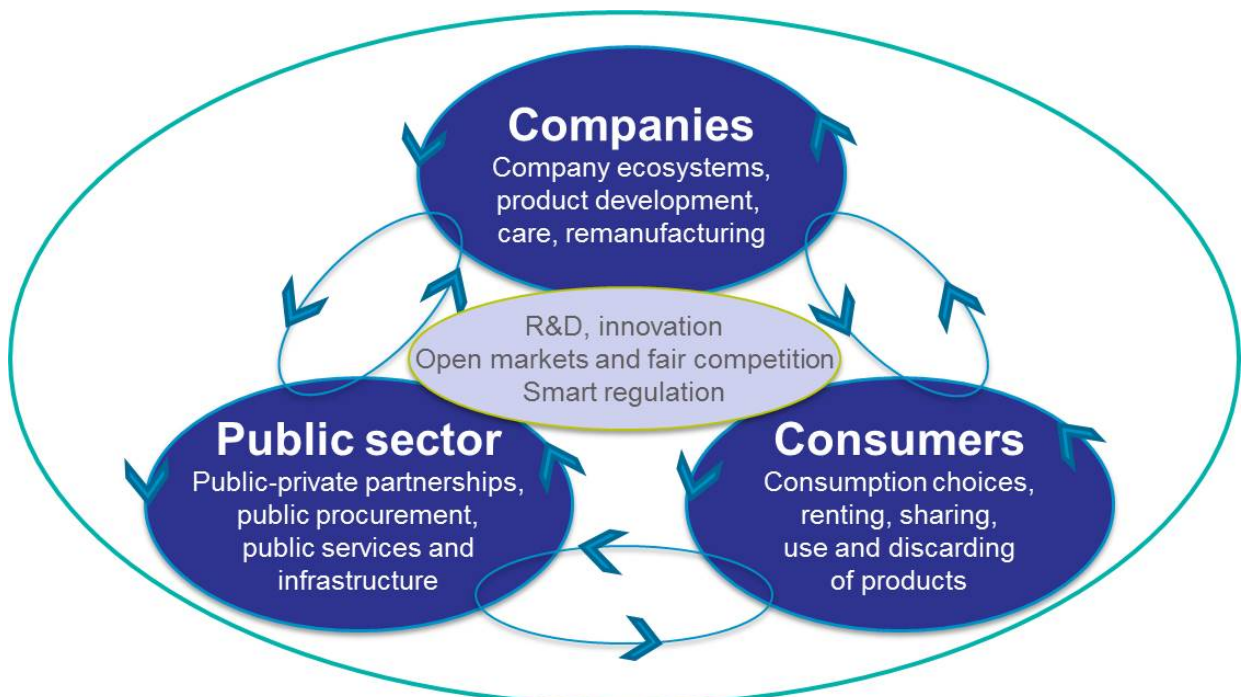 Companies
Company ecosystems,
product development,
care, remanufacturing
R&D, innovation
Open markets and fair competition
Smart regulation
Public sector
Public-private partnerships,
public procurement,
public services and
infrastructure
Consumers
Consumption choices,
renting, sharing,
use and discarding
of products